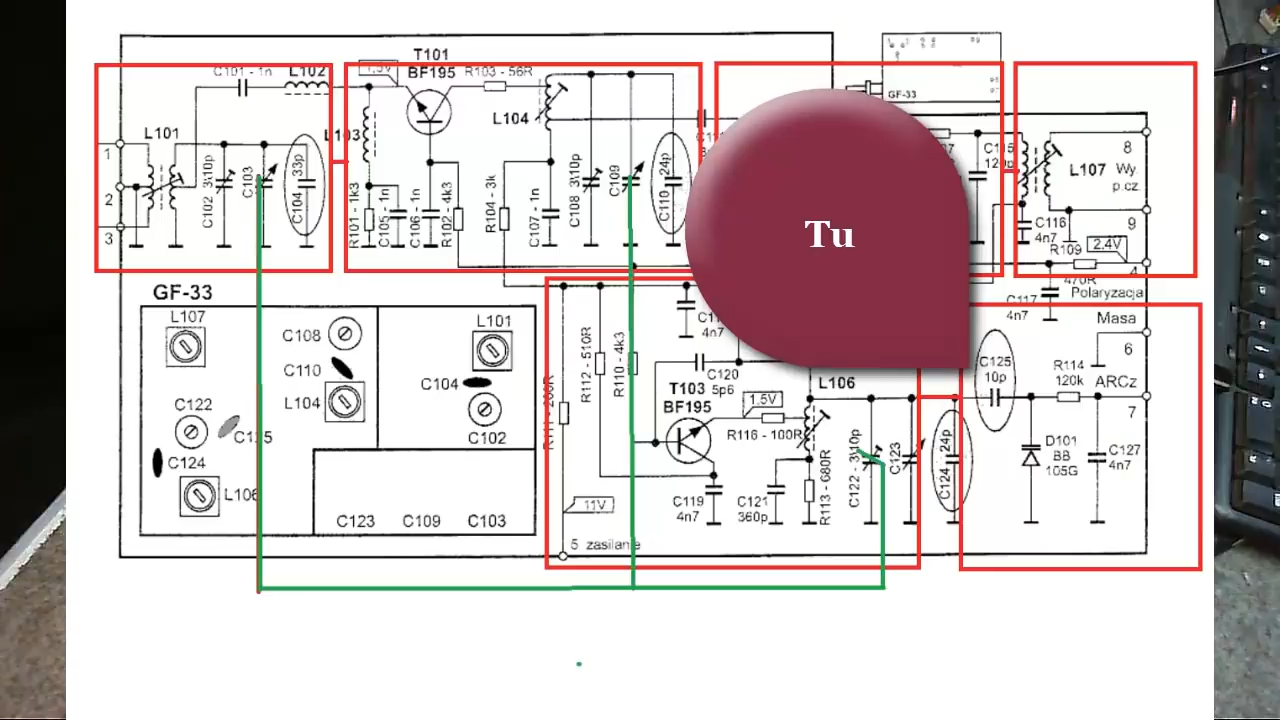 T101
BF195
C101 - 1n
L102
1,5V
R103 - 56R
L104
L103
L101
1
2
3
C102 3\10p
C103
C104 33p
R101 - 1k3
C105 - 1n
C106 - 1n
R102 - 4k3
R104 - 3k
C107 - 1n
C108 3\10p
C109
C110 24p
GF-33
L107
Wy.
p.cz.
8
9
C116
4n7
R109
470R
2.4V
4
Polaryzacja
C117
4n7
Masa
6
Tu
GF-33
L107
C108
C110
L104
C122
C124
L106
L101
C104
C102
C123 C109 C103
R112 - 510R
R110 - 4k3
4n7
C120
5p6
T103
BF195
1.5V
R116 - 100R
L106
C119
4n7
C121
360p
R113 - 680R
C122 - 3\10p
C123
C124 24p
C125
10p
R114
120k
ARCz
7
D101
BB
105G
C127
4n7
11V
5 zasilanie